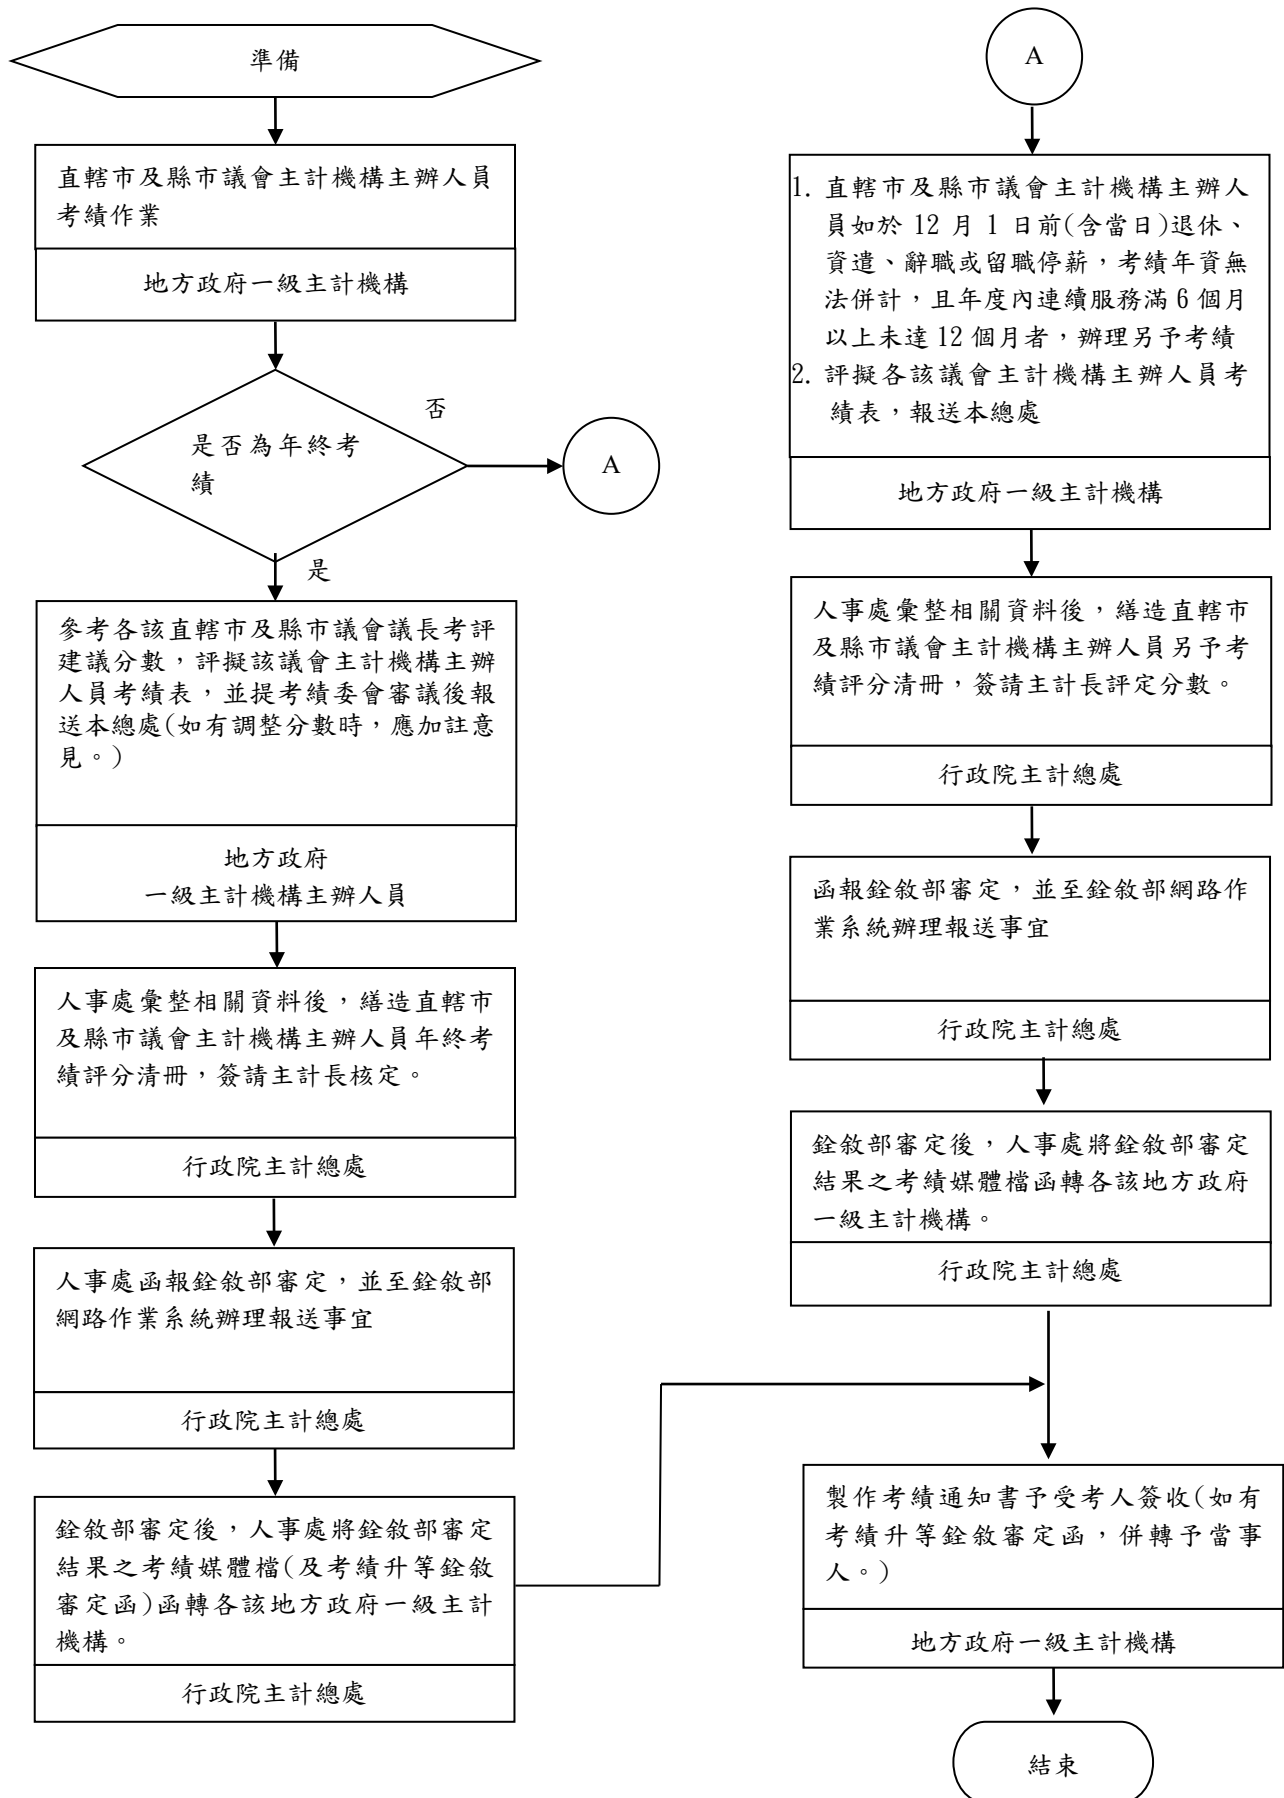 準備
直轄市及縣市議會主計機構主辦人員
考績作業
地方政府一級主計機構
是否為年終考
績
否
A
是
參考各該直轄市及縣市議會議長考評
建議分數，評擬該議會主計機構主辦
人員考績表，並提考績委會審議後報
送本總處(如有調整分數時，應加註意
見。)
地方政府
一級主計機構主辦人員
人事處彙整相關資料後，繕造直轄市
及縣市議會主計機構主辦人員年終考
績評分清冊，簽請主計長核定。
行政院主計總處
人事處函報銓敘部審定，並至銓敘部
網路作業系統辦理報送事宜
行政院主計總處
銓敘部審定後，人事處將銓敘部審定
結果之考績媒體檔(及考績升等銓敘
審定函)函轉各該地方政府一級主計
機構。
行政院主計總處
A
1. 直轄市及縣市議會主計機構主辦人
員如於 12 月 1 日前(含當日)退休、
資遣、辭職或留職停薪，考績年資無
法併計，且年度內連續服務滿 6 個月
以上未達 12 個月者，辦理另予考績
2. 評擬各該議會主計機構主辦人員考
績表，報送本總處
地方政府一級主計機構
人事處彙整相關資料後，繕造直轄市
及縣市議會主計機構主辦人員另予考
績評分清冊，簽請主計長評定分數。
行政院主計總處
函報銓敘部審定，並至銓敘部網路作
業系統辦理報送事宜
行政院主計總處
銓敘部審定後，人事處將銓敘部審定
結果之考績媒體檔函轉各該地方政府
一級主計機構。
行政院主計總處
製作考績通知書予受考人簽收(如有
考績升等銓敘審定函，併轉予當事
人。)
地方政府一級主計機構
結束